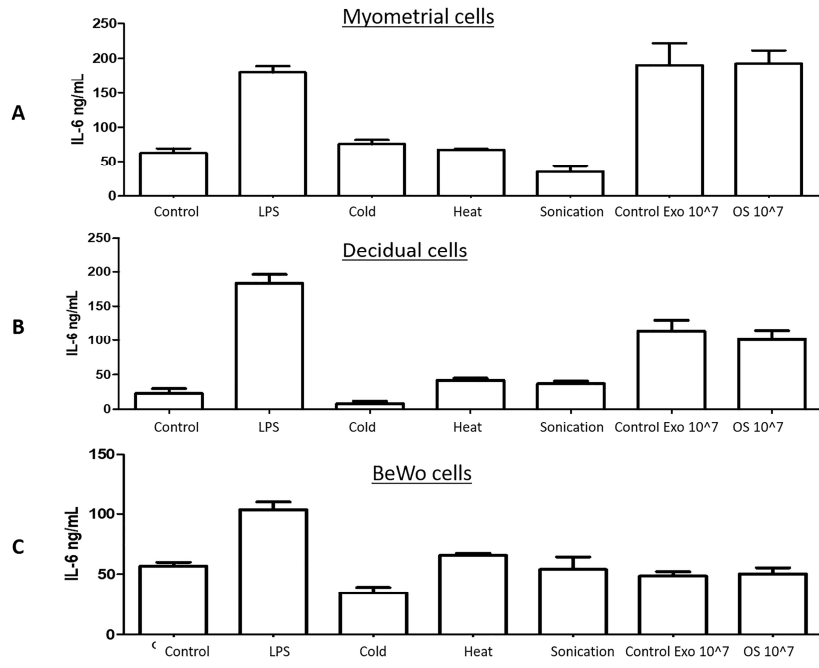 Myometrial cells
A
IL-6 ng/mL
250
200
150
100
50
0
Control LPS Cold Heat Sonication Control Exo 10^7 OS 10^7
Decidual cells
B
IL-6 ng/mL
250
200
150
100
50
0
Control LPS Cold Heat Sonication Control Exo 10^7 OS 10^7
BeWo cells
C
IL-6 ng/mL
150
100
50
0
Control LPS Cold Heat Sonication Control Exo 10^7 OS 10^7